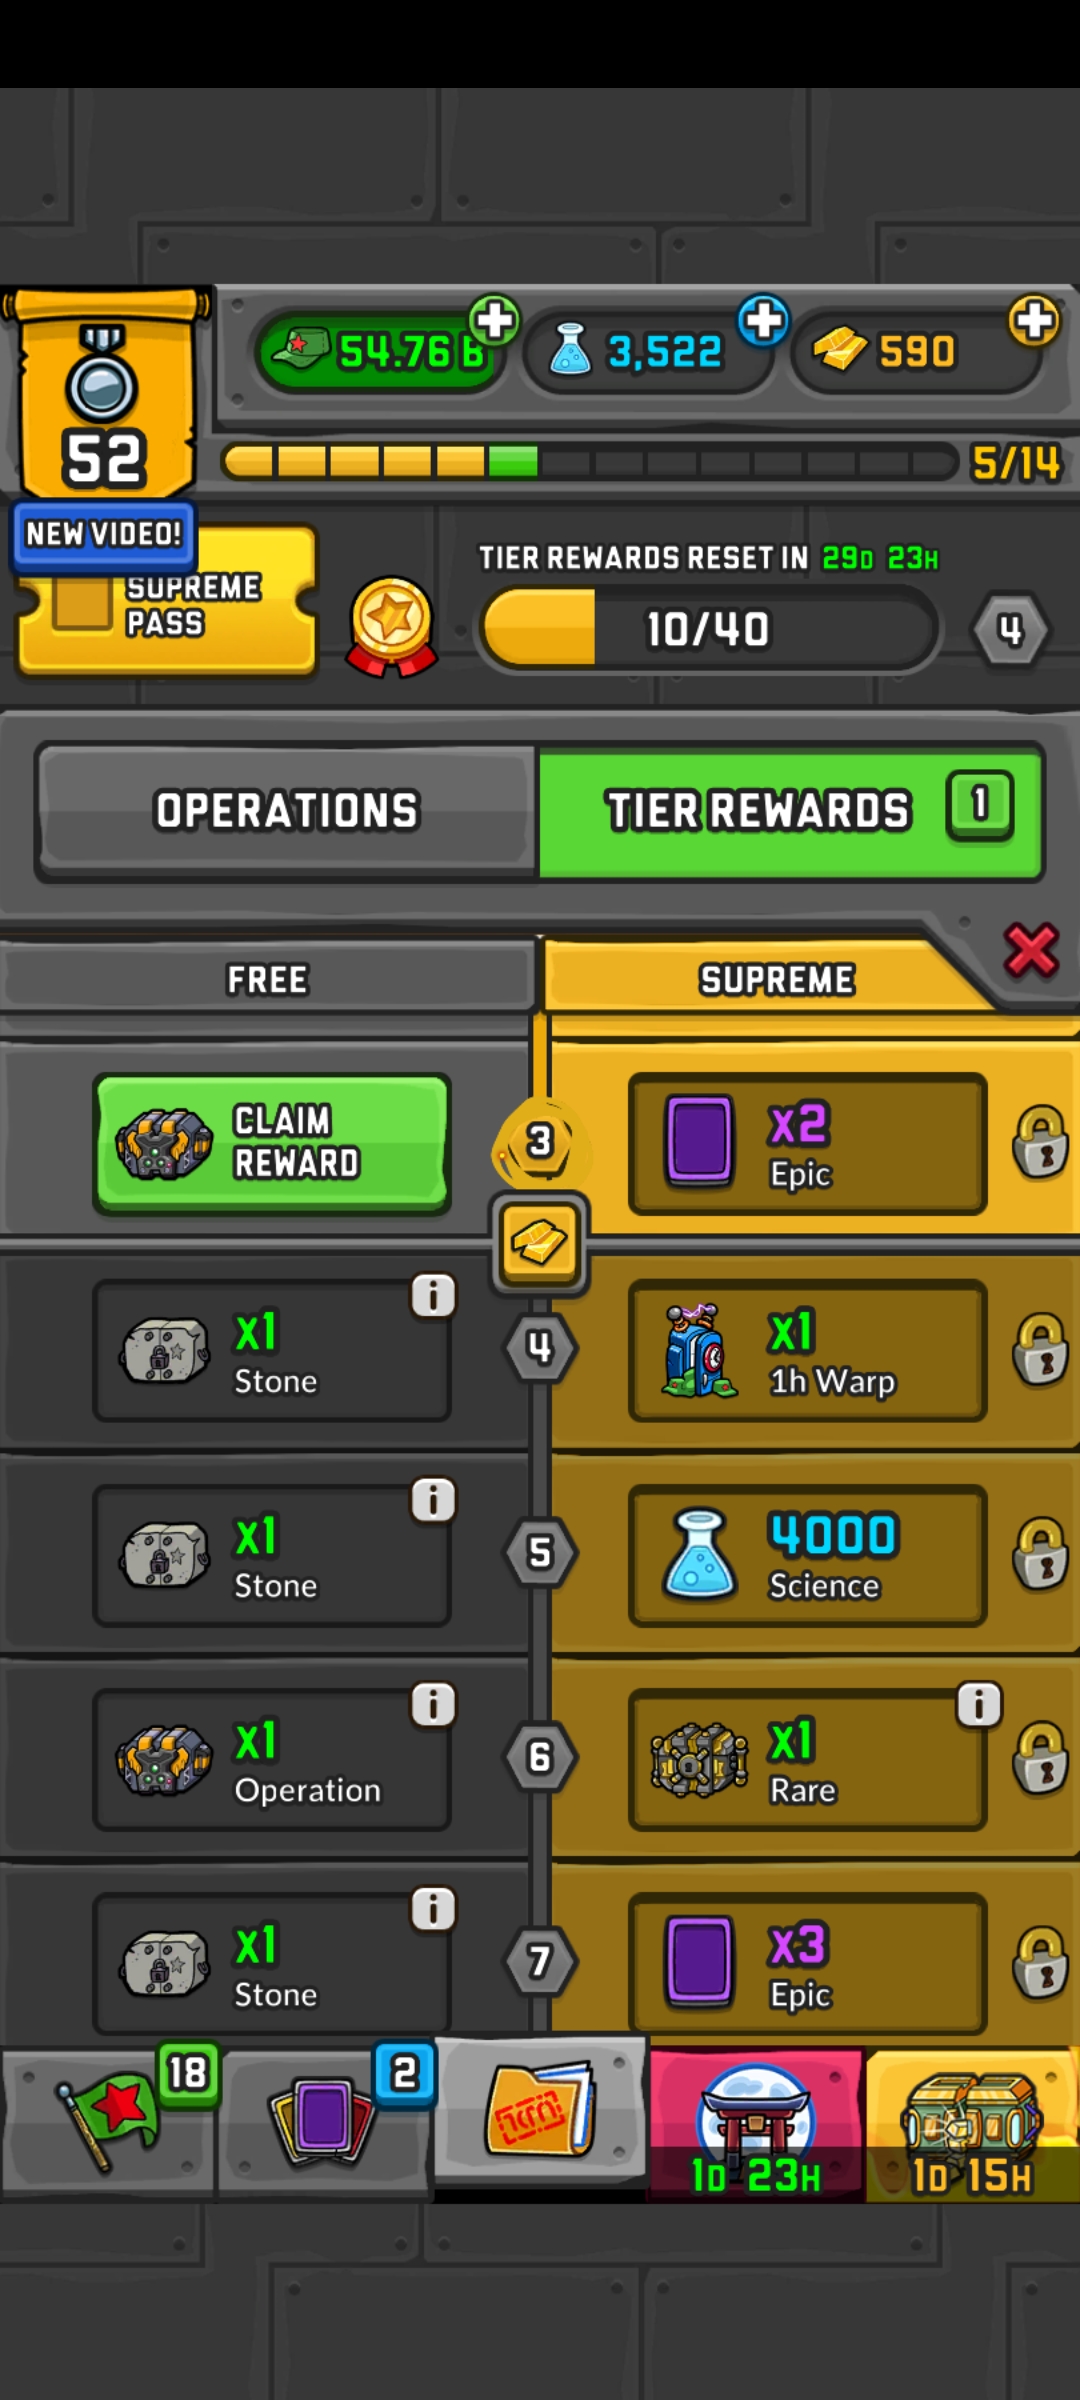 54.76 B
3,522
590
52
5/14
NEW VIDEO!
SUPREME
PASS
TIER REWARDS RESET IN 29D 23H
10/40
4
OPERATIONS
TIER REWARDS
1
FREE
SUPREME
CLAIM
REWARD
3
x2
Epic
x1
Stone
4
x1
1h Warp
x1
Stone
5
4000
Science
x1
Operation
6
x1
Rare
x1
Stone
7
x3
Epic
18
2
1D 23H
1D 15H